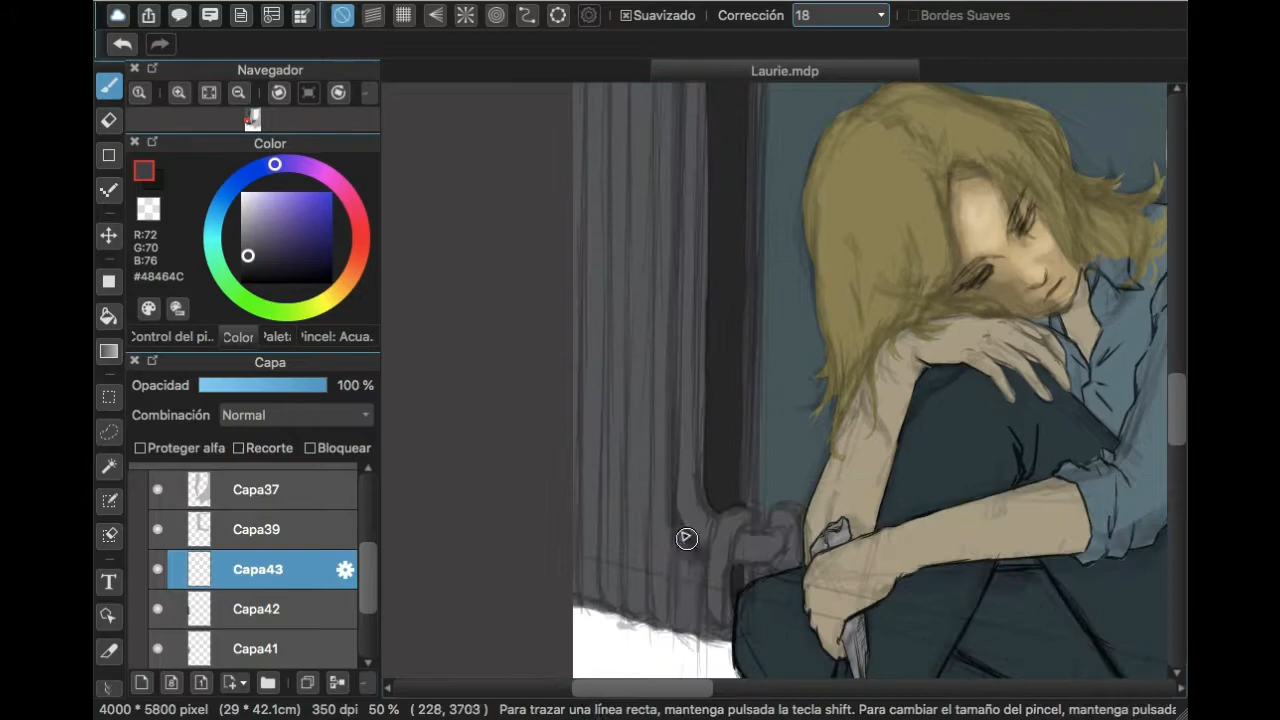 Suavizado Corrección 18 Bordes Suaves
Navegador
Laurie.mdp
Color
R:72
G:70
B:76
#48464C
Control del pi.. Color Palet Pincel: Acua.
Capa
Opacidad 100 %
Combinación Normal
Proteger alfa Recorte Bloquear
Capa37
Capa39
Capa43
Capa42
Capa41
4000 * 5800 pixel (29 * 42.1cm) 350 dpi 50 % ( 228, 3703 ) Para trazar una línea recta, mantenga pulsada la tecla shift. Para cambiar el tamaño del pincel, mantenga pulsada